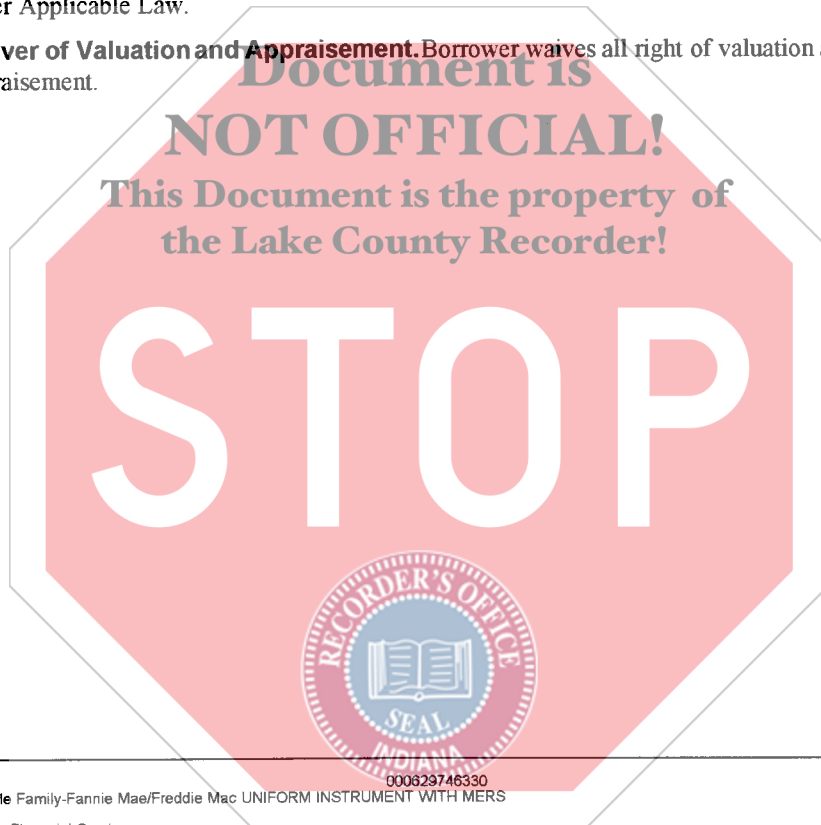 er Applicable Law.
ver of Valuation and Appraisement. Borrower waives all right of valuation
aisement.
Document is
NOT OFFICIAL!
This Document is the property of
the Lake County Recorder!
STOP
RECORDER'S OFFICE
SEAL
INDIANA
000629746330
le Family-Fannie Mae/Freddie Mac UNIFORM INSTRUMENT WITH MERS